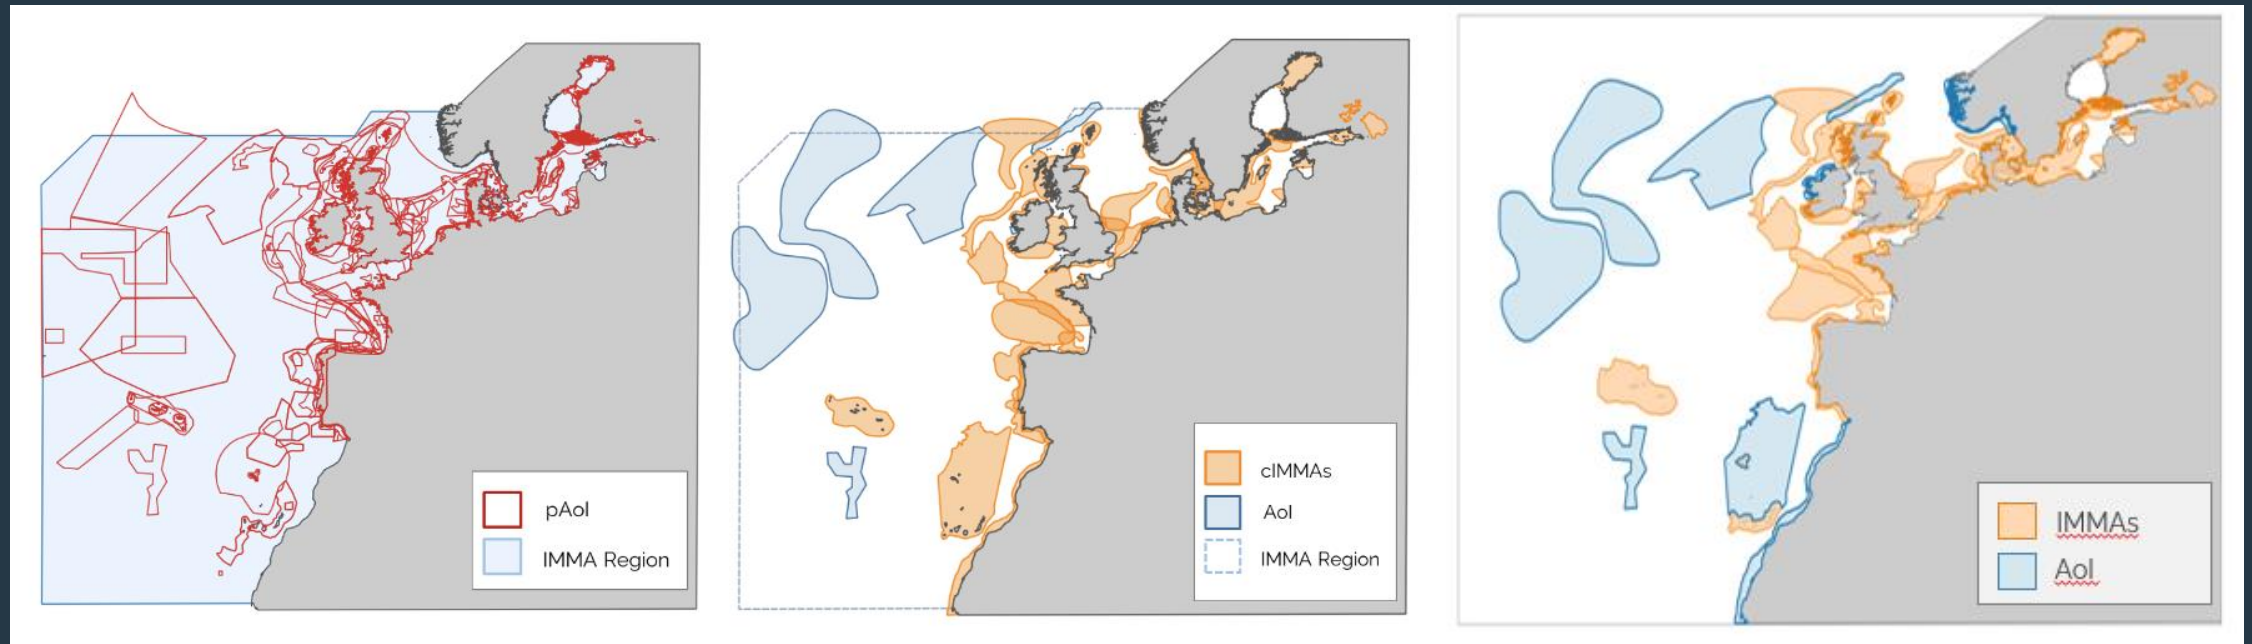 pAoI
IMMA Region
cIMMAs
AoI
IMMA Region
IMMAs
AoI